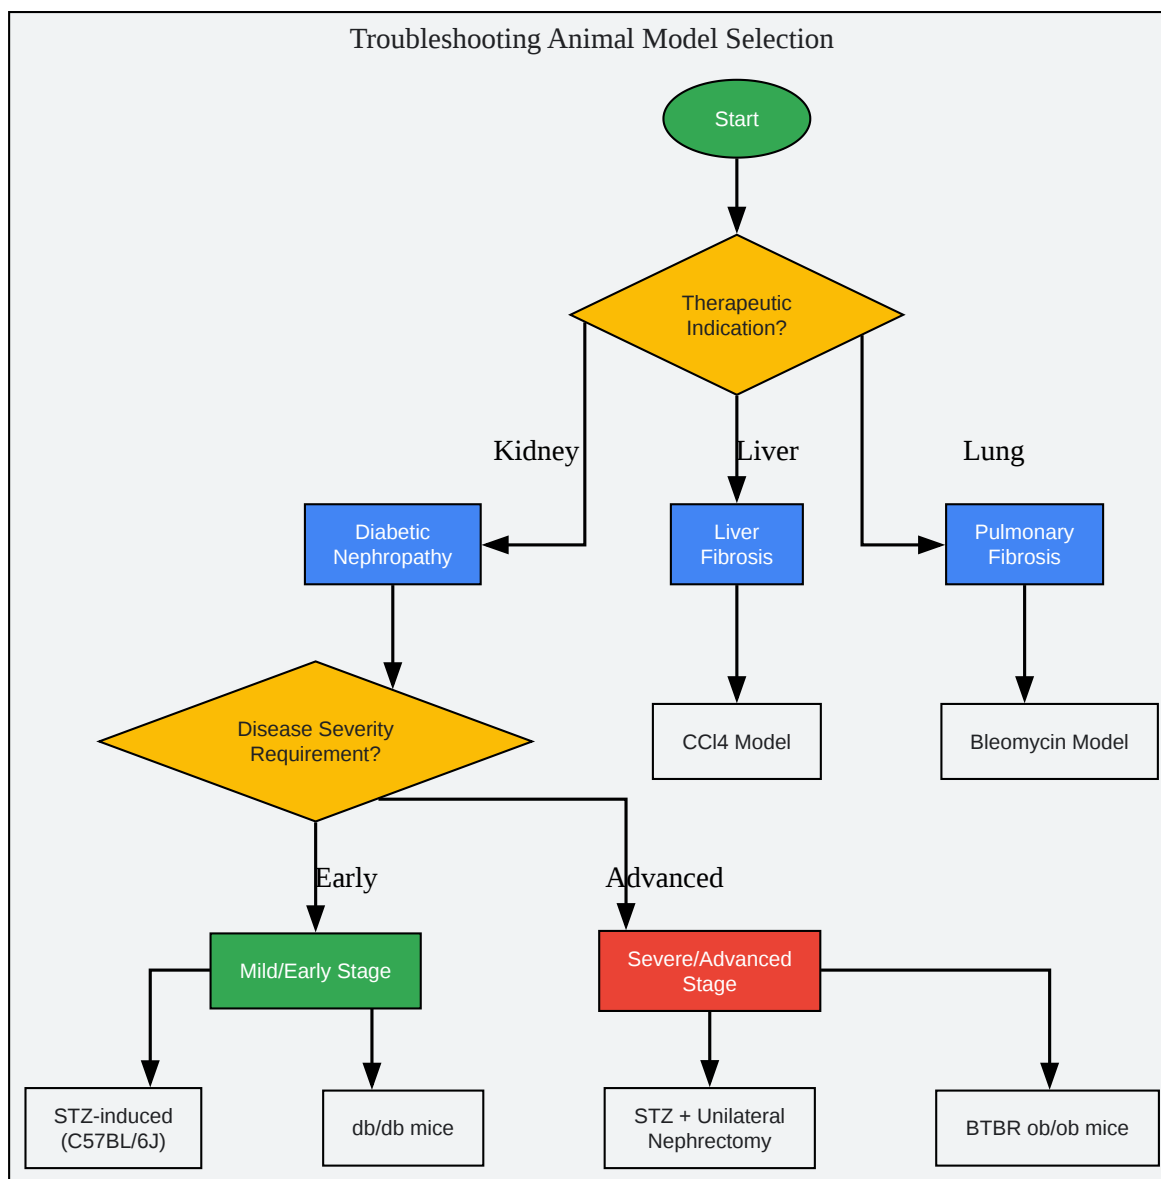 Troubleshooting Animal Model Selection
Start
Therapeutic
Indication?
Kidney
Liver
Lung
Diabetic
Nephropathy
Liver
Fibrosis
Pulmonary
Fibrosis
Disease Severity
Requirement?
CCl4 Model
Bleomycin Model
Early
Advanced
Mild/Early Stage
Severe/Advanced
Stage
STZ-induced
(C57BL/6J)
db/db mice
STZ + Unilateral
Nephrectomy
BTBR ob/ob mice